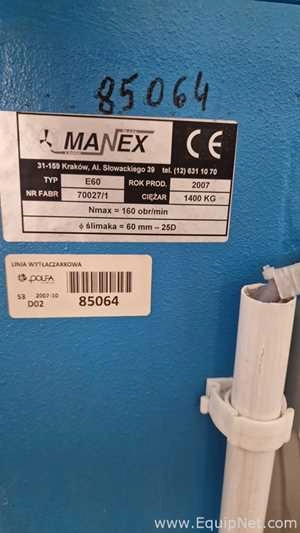 85064
MANEX CE
31-159 Kraków, Al. Słowackiego 39 tel. (12) 631 10 70
TYP E60 ROK PROD. 2007
NR FABR 70027/1 CIĘŻAR 1400 KG
Nmax = 160 obr/min
ϕ ślimaka = 60 mm – 25D
LINIA WYTŁACZARKOWA
POLFA
S3 2007-10
D02 85064
www.EquipNet.com